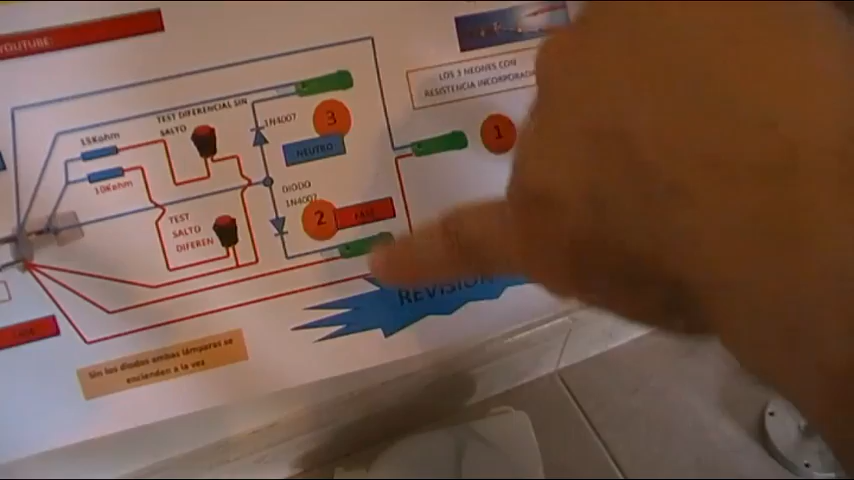 YOUTUBE:
LOS 3 NEONES CON
RESISTENCIA INCORPORADA
TEST DIFERENCIAL SIN
SALTO
1N4007
3
1
NEUTRO
15Kohm
10Kohm
DIODO
1N4007
2
FASE
TEST
SALTO
DIFEREN
REVISION
FASE
Sin los diodos ambas lámparas se
encienden a la vez